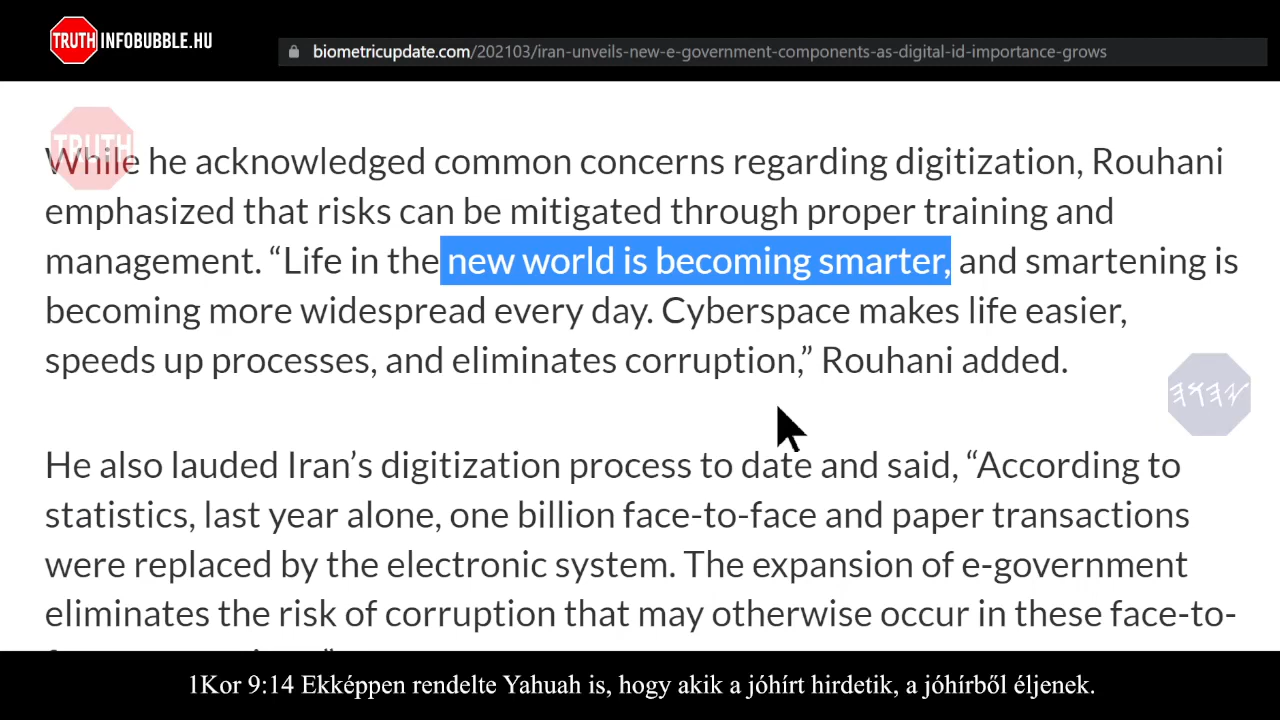 TRUTH INFOBUBBLE.HU
biometricupdate.com/202103/iran-unveils-new-e-government-components-as-digital-id-importance-grows
TRUTH
While he acknowledged common concerns regarding digitization, Rouhani
emphasized that risks can be mitigated through proper training and
management. “Life in the new world is becoming smarter, and smartening is
becoming more widespread every day. Cyberspace makes life easier,
speeds up processes, and eliminates corruption,” Rouhani added.
𐤉𐤄𐤅𐤄
He also lauded Iran’s digitization process to date and said, “According to
statistics, last year alone, one billion face-to-face and paper transactions
were replaced by the electronic system. The expansion of e-government
eliminates the risk of corruption that may otherwise occur in these face-to-
1Kor 9:14 Ekképpen rendelte Yahuah is, hogy akik a jóhírt hirdetik, a jóhírből éljenek.